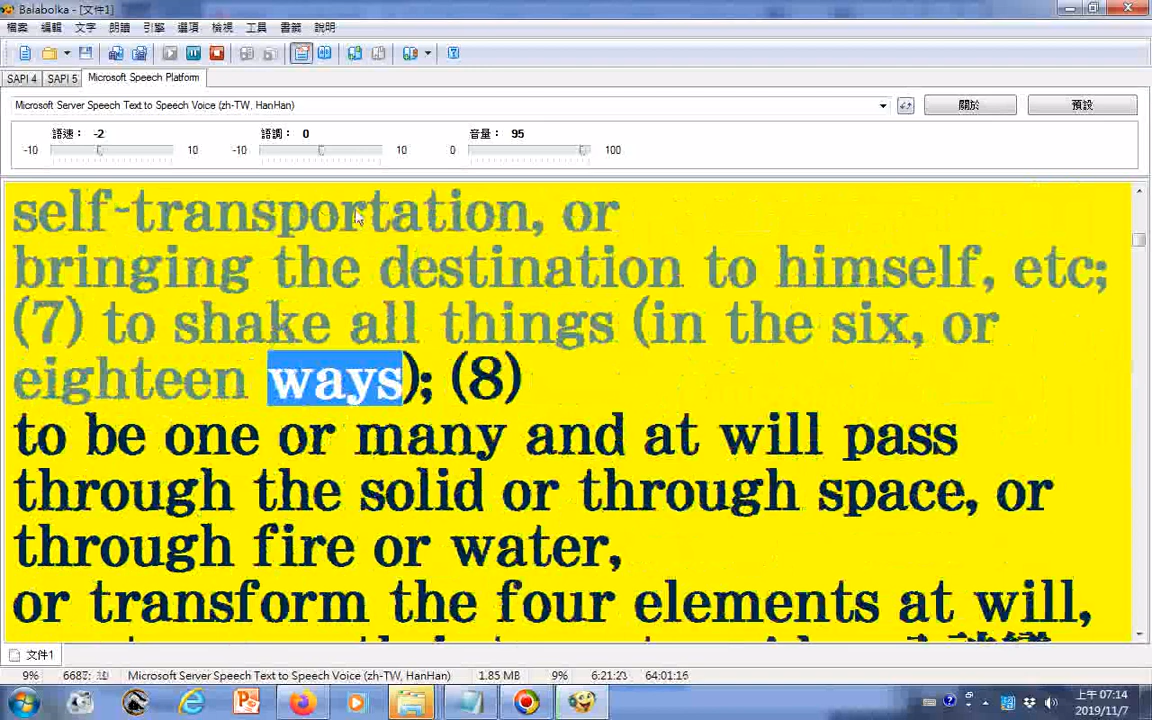 Balabolka - [文件1]
檔案 編輯 文字 朗讀 引擎 選項 檢視 工具 書籤 說明
SAPI 4 SAPI 5 Microsoft Speech Platform
Microsoft Server Speech Text to Speech Voice (zh-TW, HanHan) 關於 預設
語速： -2 語調： 0 音量： 95
-10 10 -10 10 0 100
self-transportation, or
bringing the destination to himself, etc;
(7) to shake all things (in the six, or
eighteen ways); (8)
to be one or many and at will pass
through the solid or through space, or
through fire or water,
or transform the four elements at will,
文件1
9% Microsoft Server Speech Text to Speech Voice (zh-TW, HanHan) 1.85 MB 9% 6:21:23 64:01:16
上午 07:14
2019/11/7